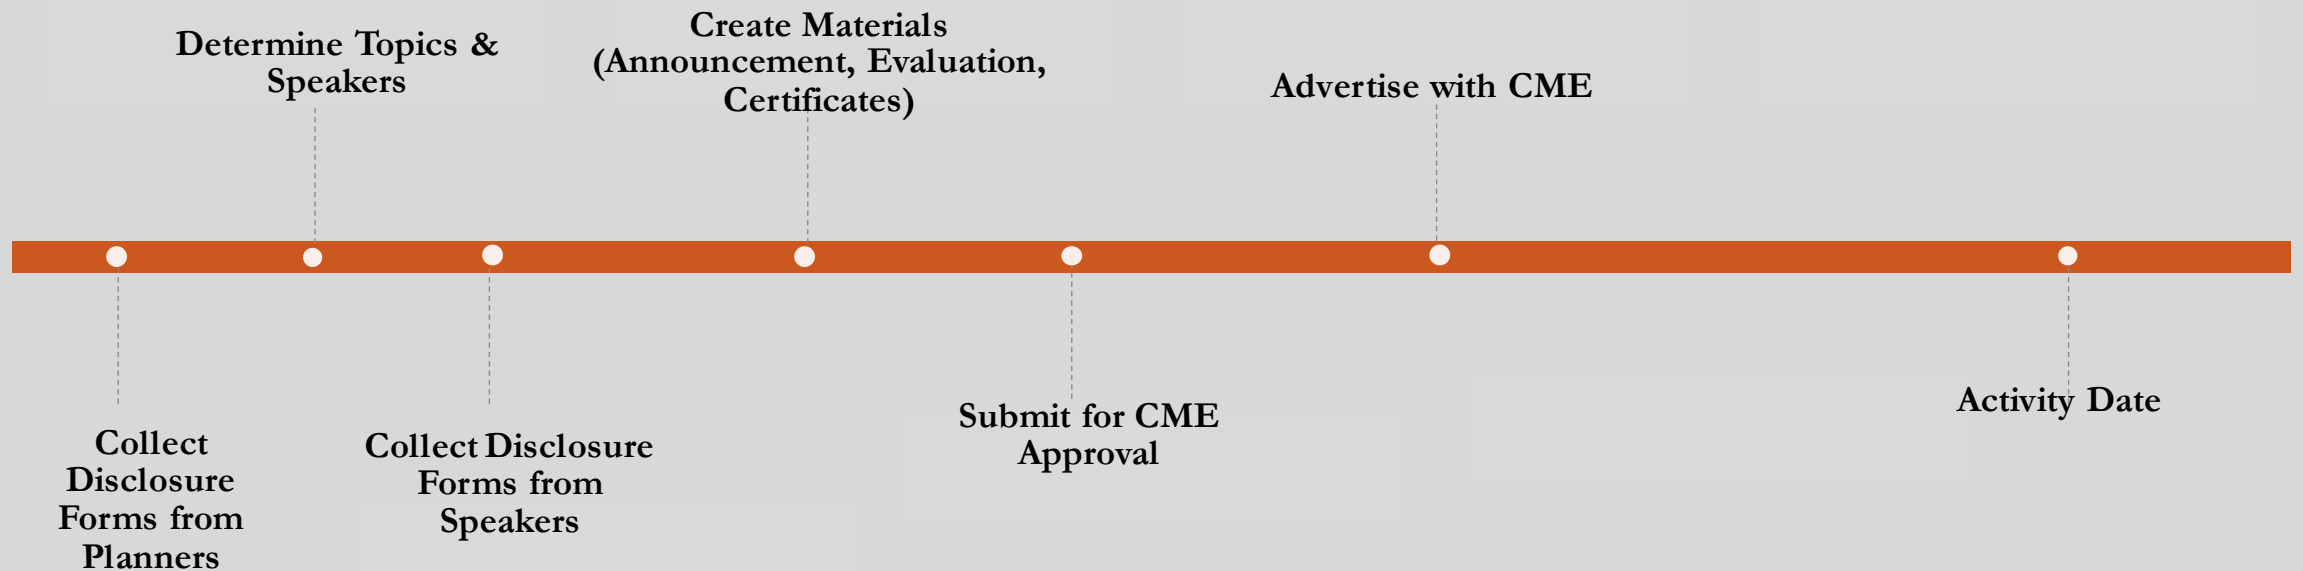 Determine Topics &
Speakers
Create Materials
(Announcement, Evaluation,
Certificates)
Advertise with CME
Collect
Disclosure
Forms from
Planners
Collect Disclosure
Forms from
Speakers
Submit for CME
Approval
Activity Date